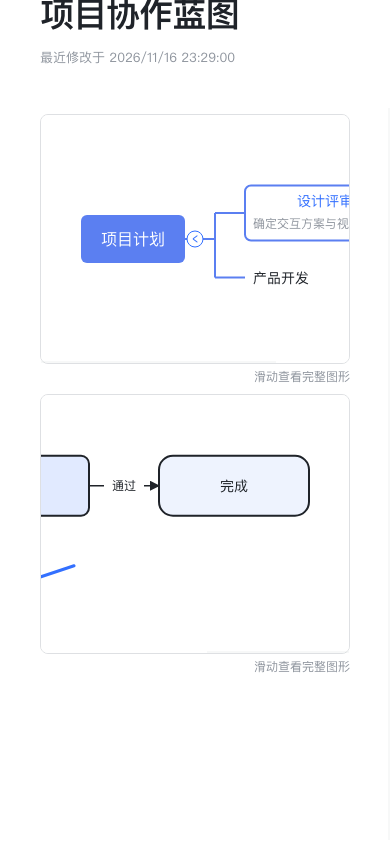 项目协作蓝图
最近修改于 2026/11/16 23:29:00
设计评审
项目计划
确定交互方案与视
产品开发
滑动查看完整图形
通过
完成
滑动查看完整图形